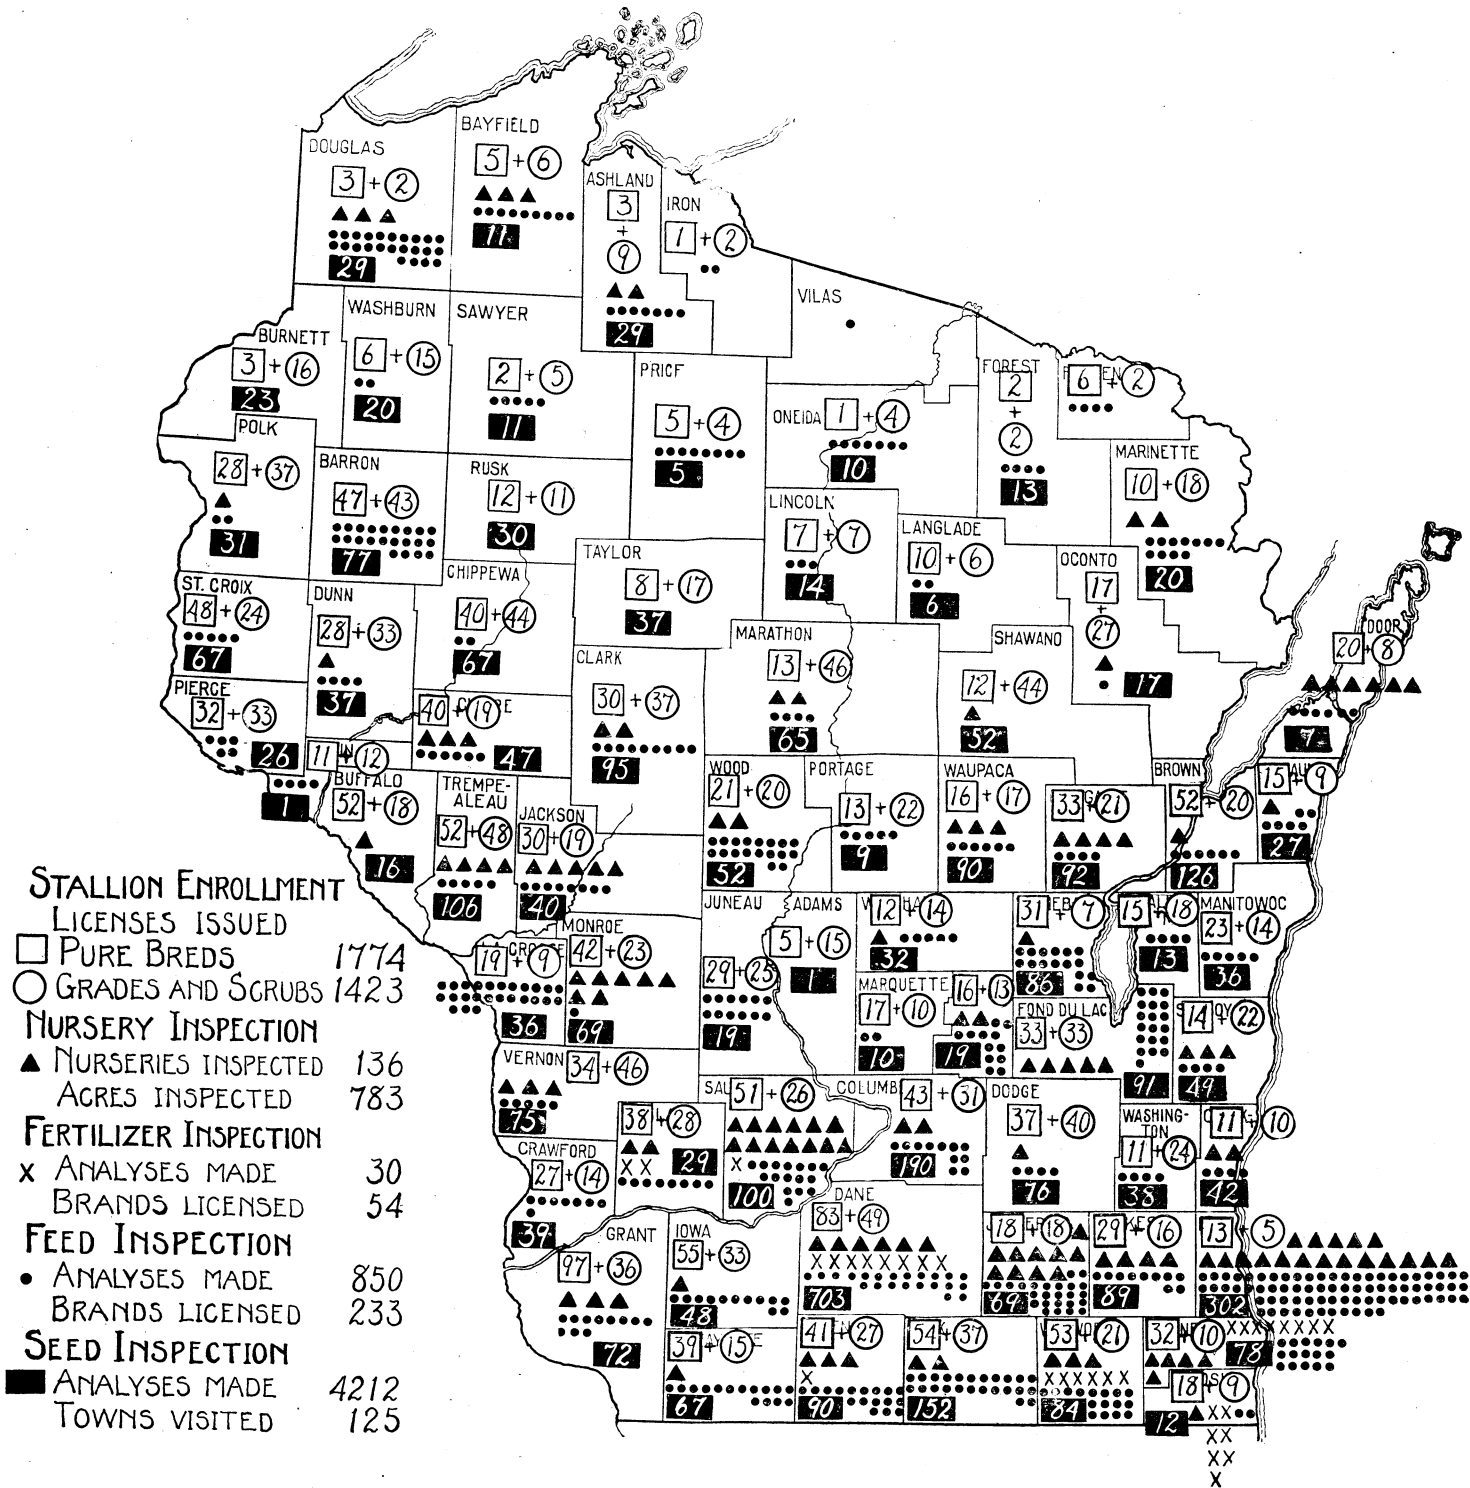 BAYFIELD
5 + 6
11
DOUGLAS
3 + 2
29
ASHLAND
3
+
9
29
IRON
1 + 2
VILAS
WASHBURN
6 + 15
20
SAWYER
2 + 5
11
BURNETT
3 + 16
23
PRICE
5 + 4
5
ONEIDA 1 + 4
10
FOREST
2
+
2
13
6 + 2
MARINETTE
10 + 18
20
POLK
28 + 37
31
BARRON
47 + 43
77
RUSK
12 + 11
30
LINCOLN
7 + 7
14
LANGLADE
10 + 6
6
OCONTO
17
+
27
17
TAYLOR
8 + 17
37
CHIPPEWA
40 + 44
67
ST. CROIX
48 + 24
67
DUNN
28 + 33
37
DOOR
20 + 8
7
MARATHON
13 + 46
65
SHAWANO
12 + 44
52
CLARK
30 + 37
95
PIERCE
32 + 33
26
40 + 19
47
11 + 12
1
BUFFALO
52 + 18
16
TREMPE-
ALEAU
52 + 48
106
JACKSON
30 + 19
40
WOOD
21 + 20
52
PORTAGE
13 + 22
9
WAUPACA
16 + 17
90
33 + 21
92
BROWN
52 + 20
126
15 + 9
27
JUNEAU
29 + 25
19
ADAMS
5 + 15
1
12 + 14
32
31 + 7
86
15 + 18
13
MANITOWOC
23 + 14
36
MONROE
42 + 23
69
LA CROSSE
19 + 9
36
MARQUETTE
17 + 10
10
16 + 13
19
FOND DU LAC
33 + 33
91
14 + 22
49
VERNON 34 + 46
75
SAU 51 + 26
100
COLUMB 43 + 31
190
DODGE
37 + 40
76
WASHING-
TON
11 + 24
38
11 + 10
42
38 + 28
X X
29
CRAWFORD
27 + 14
39
X
DANE
83 + 49
X X X X X X X X
703
GRANT
97 + 36
72
IOWA
55 + 33
48
18 + 18
69
29 + 16
89
13 5
302
39 + 15
67
41 + 27
X
90
54 + 37
152
53 + 21
X X X X X X
84
32 + 10
78
18 + 9
12
X X
X X
X X
X
STALLION ENROLLMENT
LICENSES ISSUED
PURE BREDS 1774
GRADES AND SCRUBS 1423
NURSERY INSPECTION
NURSERIES INSPECTED 136
ACRES INSPECTED 783
FERTILIZER INSPECTION
X ANALYSES MADE 30
BRANDS LICENSED 54
FEED INSPECTION
ANALYSES MADE 850
BRANDS LICENSED 233
SEED INSPECTION
ANALYSES MADE 4212
TOWNS VISITED 125